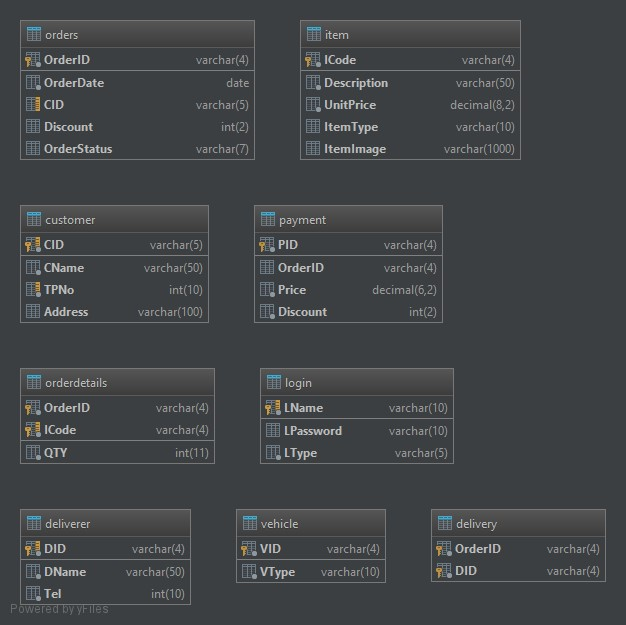 orders
OrderID varchar(4)
OrderDate date
CID varchar(5)
Discount int(2)
OrderStatus varchar(7)
item
ICode varchar(4)
Description varchar(50)
UnitPrice decimal(8,2)
ItemType varchar(10)
ItemImage varchar(1000)
customer
CID varchar(5)
CName varchar(50)
TPNo int(10)
Address varchar(100)
payment
PID varchar(4)
OrderID varchar(4)
Price decimal(6,2)
Discount int(2)
orderdetails
OrderID varchar(4)
ICode varchar(4)
QTY int(11)
login
LName varchar(10)
LPassword varchar(10)
LType varchar(5)
deliverer
DID varchar(4)
DName varchar(50)
Tel int(10)
vehicle
VID varchar(4)
VType varchar(10)
delivery
OrderID varchar(4)
DID varchar(4)
Powered by yFiles